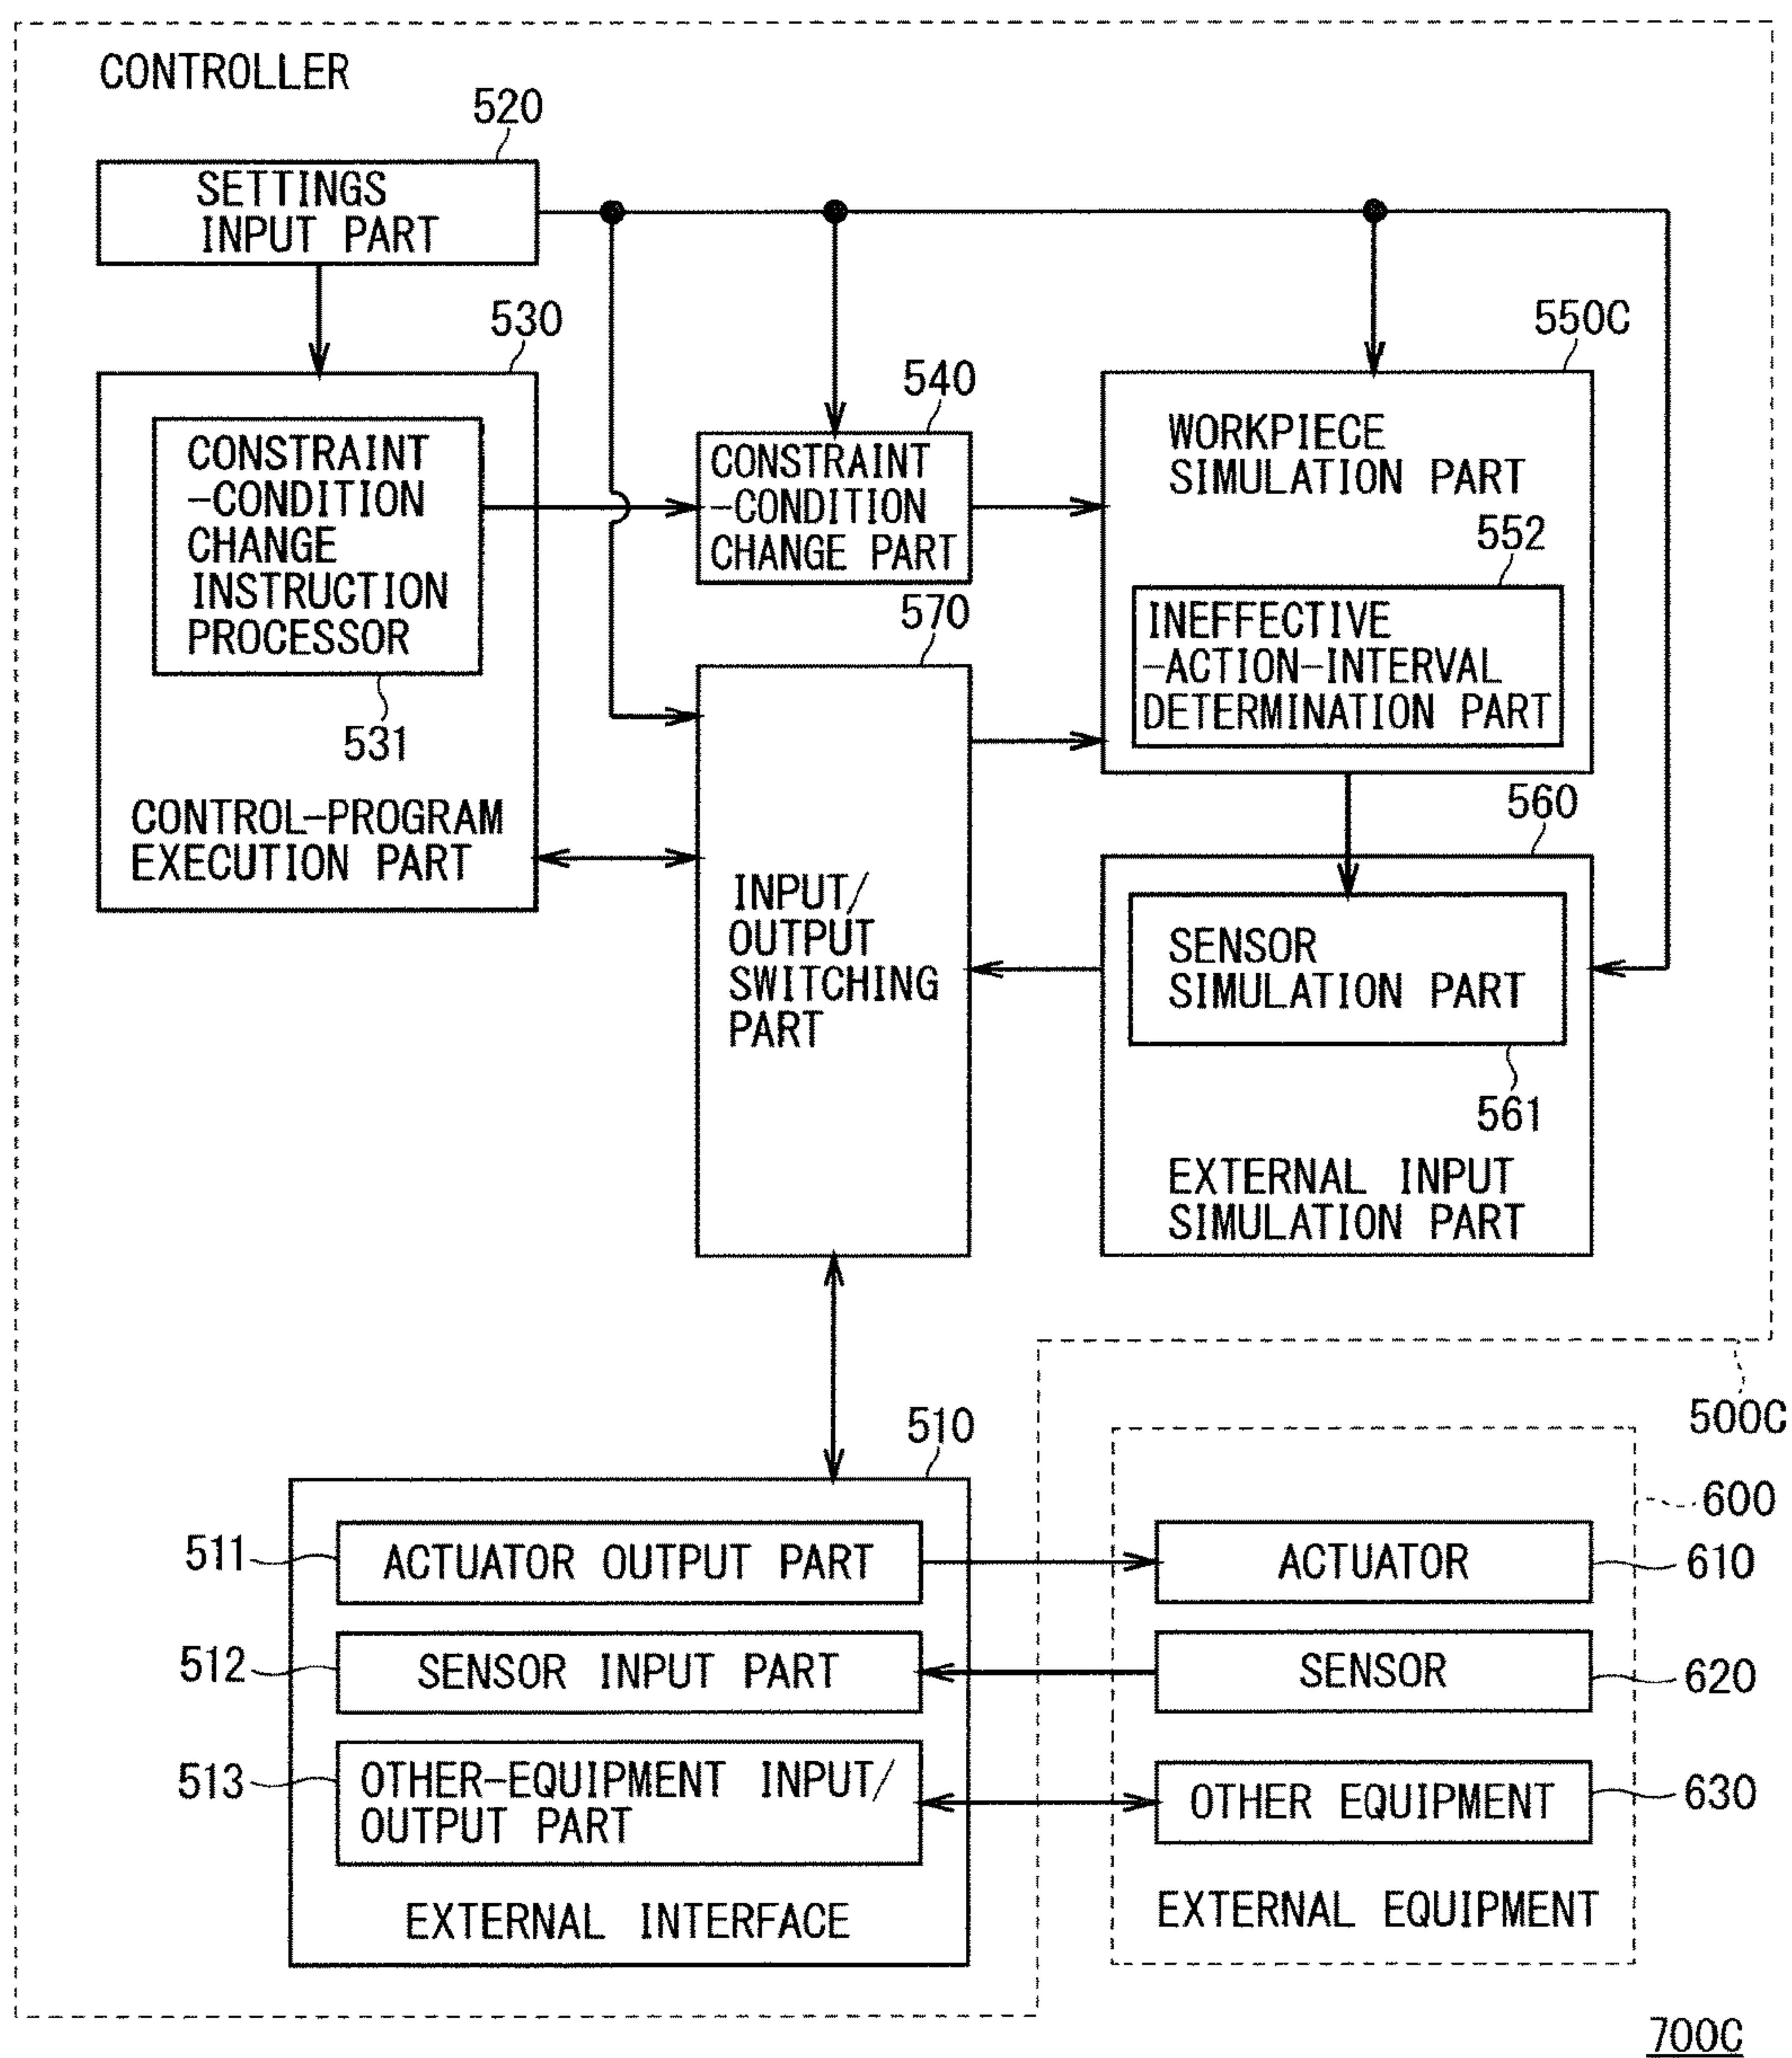 CONTROLLER
520
SETTINGS
INPUT PART
530
CONSTRAINT
-CONDITION
CHANGE
INSTRUCTION
PROCESSOR
531
CONTROL-PROGRAM
EXECUTION PART
540
CONSTRAINT
-CONDITION
CHANGE PART
550C
WORKPIECE
SIMULATION PART
552
INEFFECTIVE
-ACTION-INTERVAL
DETERMINATION PART
570
INPUT/
OUTPUT
SWITCHING
PART
560
SENSOR
SIMULATION PART
561
EXTERNAL INPUT
SIMULATION PART
500C
510
511
ACTUATOR OUTPUT PART
512
SENSOR INPUT PART
513
OTHER-EQUIPMENT INPUT/
OUTPUT PART
EXTERNAL INTERFACE
600
ACTUATOR
610
SENSOR
620
OTHER EQUIPMENT
630
EXTERNAL EQUIPMENT
700C